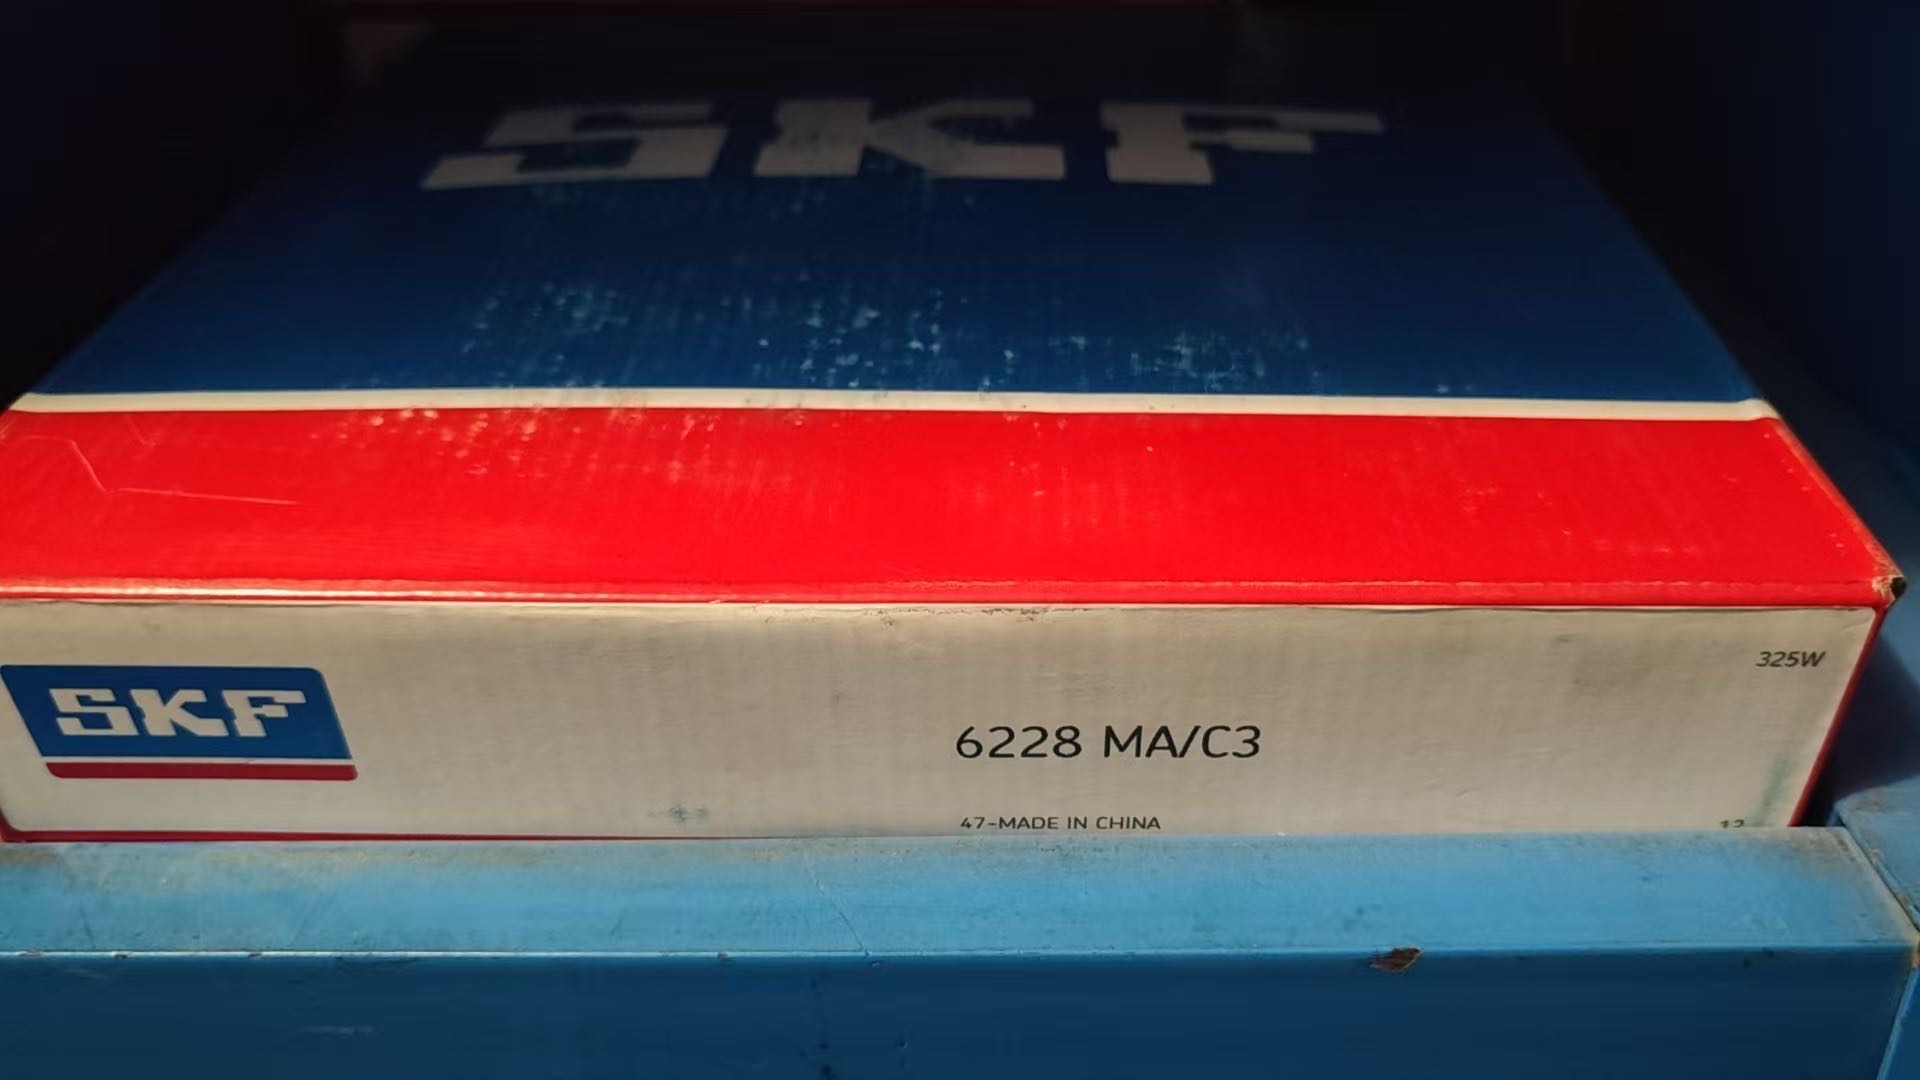 SKF
325W
SKF
6228 MA/C3
47-MADE IN CHINA